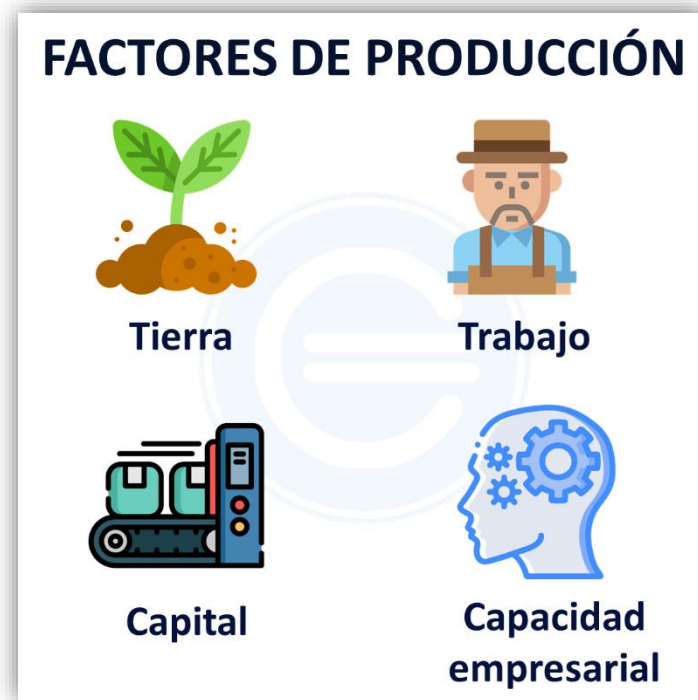 FACTORES DE PRODUCCIÓN
Tierra
Trabajo
Capital
Capacidad
empresarial